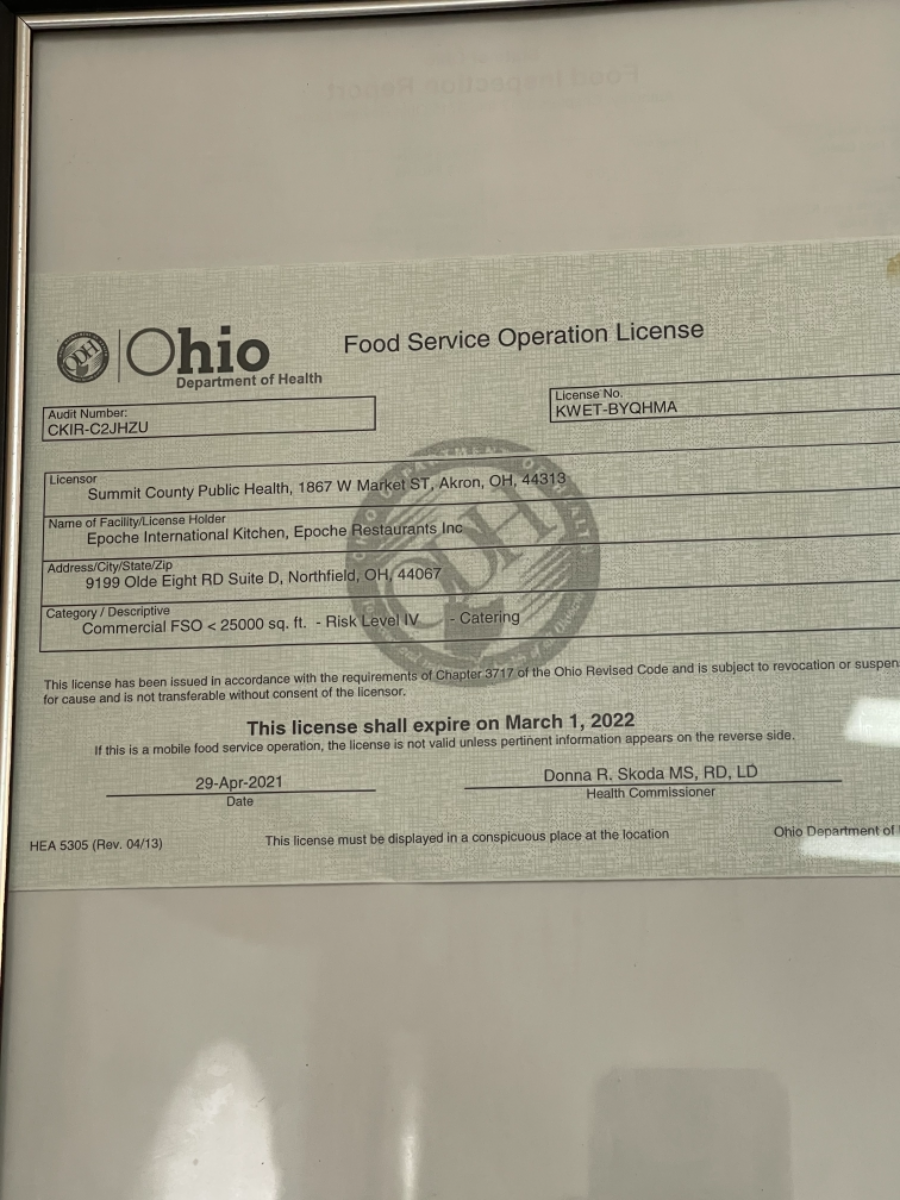 Food Inspection Report
Ohio
Department of Health
Food Service Operation License
Audit Number:
CKIR-C2JHZU
License No.
KWET-BYQHMA
Licensor
Summit County Public Health, 1867 W Market ST, Akron, OH, 44313
Name of Facility/License Holder
Epoche International Kitchen, Epoche Restaurants Inc
Address/City/State/Zip
9199 Olde Eight RD Suite D, Northfield, OH, 44067
Category / Descriptive
Commercial FSO < 25000 sq. ft. - Risk Level IV - Catering
ODH
This license has been issued in accordance with the requirements of Chapter 3717 of the Ohio Revised Code and is subject to revocation or suspen
for cause and is not transferable without consent of the licensor.
This license shall expire on March 1, 2022
If this is a mobile food service operation, the license is not valid unless pertinent information appears on the reverse side.
29-Apr-2021
Date
Donna R. Skoda MS, RD, LD
Health Commissioner
HEA 5305 (Rev. 04/13)
This license must be displayed in a conspicuous place at the location
Ohio Department of